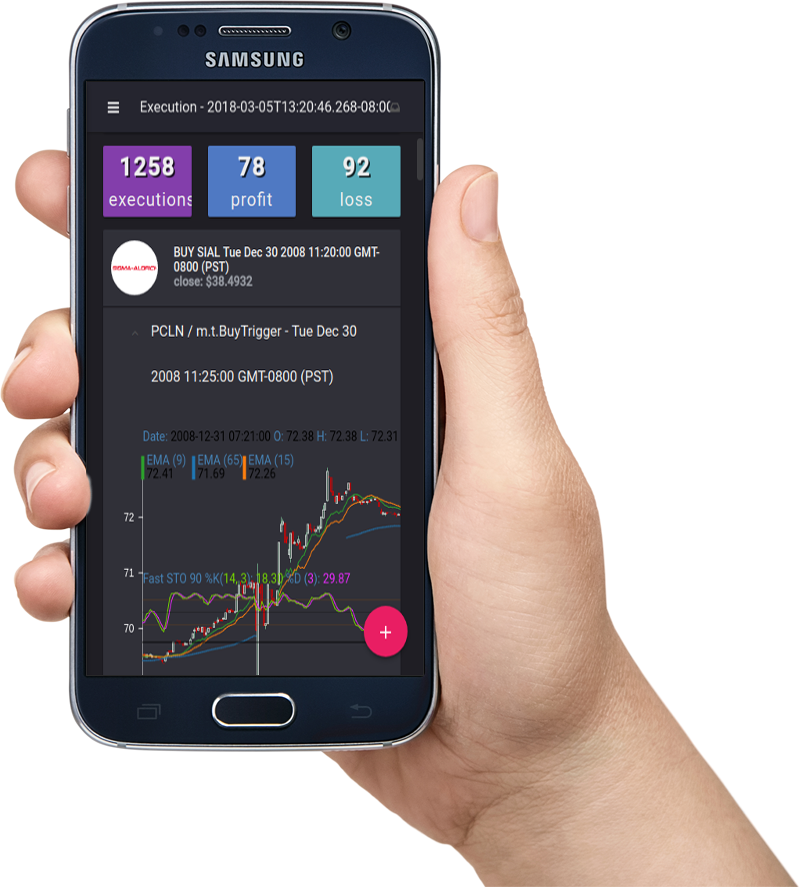 SAMSUNG
Execution - 2018-03-05T13:20:46.268-08:00
1258
78
92
executions
profit
loss
SIGMA-ALDRICH
BUY SIAL Tue Dec 30 2008 11:20:00 GMT-
0800 (PST)
close: $38.4932
PCLN / m.t.BuyTrigger - Tue Dec 30
2008 11:25:00 GMT-0800 (PST)
Date: 2008-12-31 07:21:00 O: 72.38 H: 72.38 L: 72.31
EMA (9) EMA (65) EMA (15)
72.41 71.69 72.26
72
71
Fast STO 90 %K(14, 3): 18.30 %D (3): 29.87
70
+